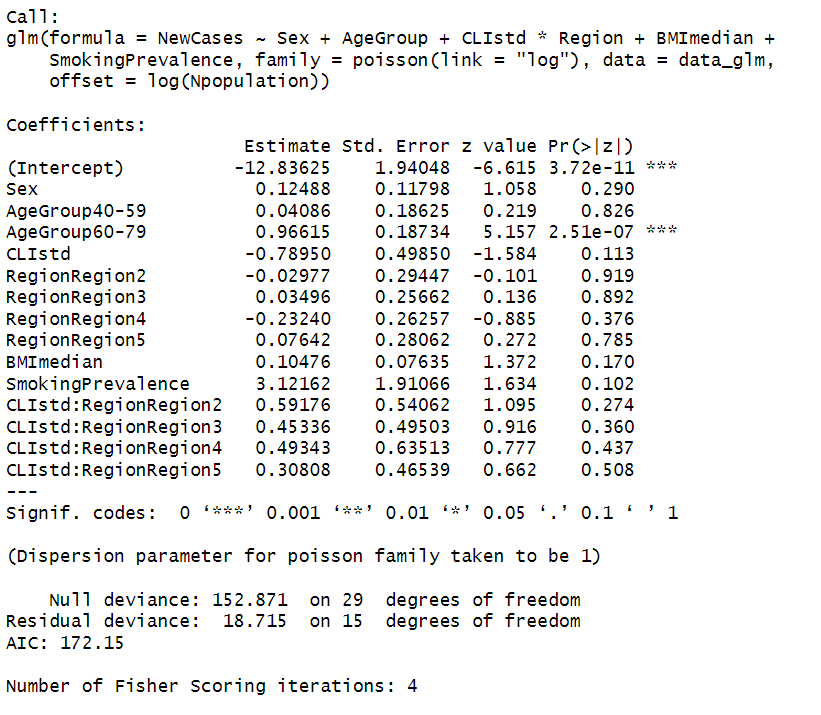 Call:
glm(formula = NewCases ~ Sex + AgeGroup + CLIstd * Region + BMImedian +
    SmokingPrevalence, family = poisson(link = "log"), data = data_glm,
    offset = log(Npopulation))

Coefficients:
                       Estimate Std. Error z value Pr(>|z|)
(Intercept)           -12.83625    1.94048  -6.615 3.72e-11 ***
Sex                     0.12488    0.11798   1.058    0.290
AgeGroup40-59           0.04086    0.18625   0.219    0.826
AgeGroup60-79           0.96615    0.18734   5.157 2.51e-07 ***
CLIstd                 -0.78950    0.49850  -1.584    0.113
RegionRegion2          -0.02977    0.29447  -0.101    0.919
RegionRegion3           0.03496    0.25662   0.136    0.892
RegionRegion4          -0.23240    0.26257  -0.885    0.376
RegionRegion5           0.07642    0.28062   0.272    0.785
BMImedian               0.10476    0.07635   1.372    0.170
SmokingPrevalence       3.12162    1.91066   1.634    0.102
CLIstd:RegionRegion2    0.59176    0.54062   1.095    0.274
CLIstd:RegionRegion3    0.45336    0.49503   0.916    0.360
CLIstd:RegionRegion4    0.49343    0.63513   0.777    0.437
CLIstd:RegionRegion5    0.30808    0.46539   0.662    0.508
---
Signif. codes:  0 ‘***’ 0.001 ‘**’ 0.01 ‘*’ 0.05 ‘.’ 0.1 ‘ ’ 1

(Dispersion parameter for poisson family taken to be 1)

    Null deviance: 152.871  on 29  degrees of freedom
Residual deviance:  18.715  on 15  degrees of freedom
AIC: 172.15

Number of Fisher Scoring iterations: 4